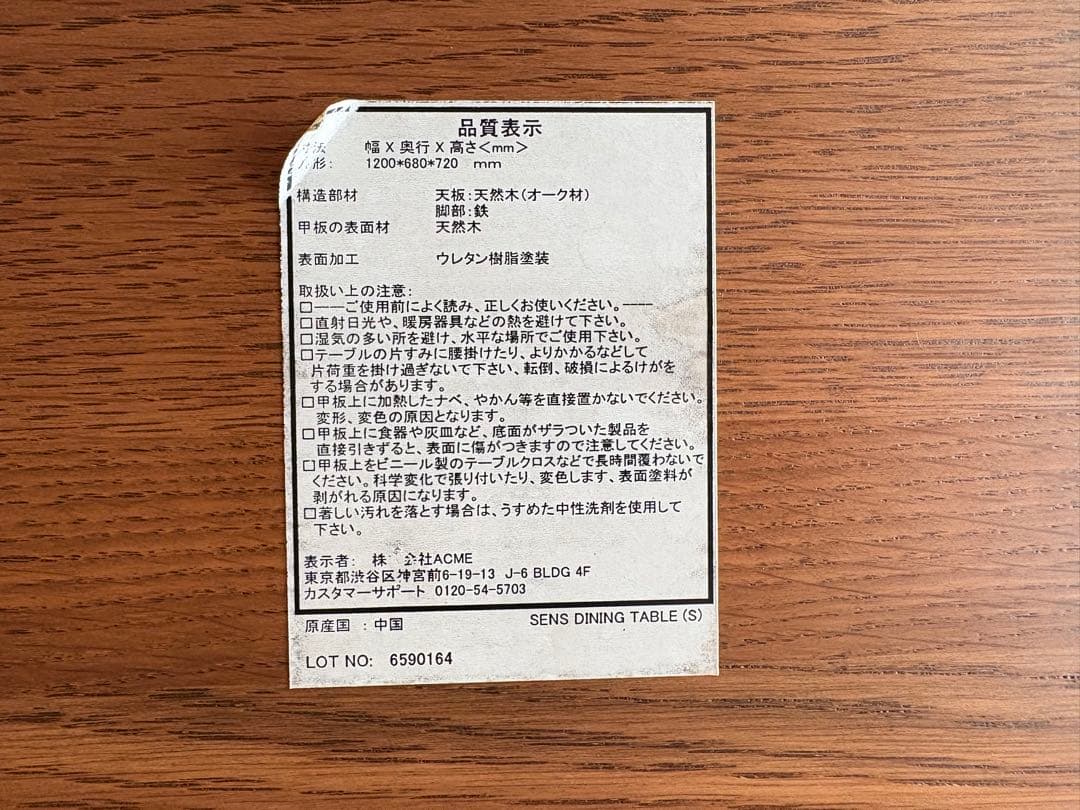 品質表示
寸法 幅 X 奥行 X 高さ<mm>
形: 1200*680*720 mm
構造部材 天板:天然木(オーク材)
脚部:鉄
甲板の表面材 天然木
表面加工 ウレタン樹脂塗装
取扱い上の注意:
□――ご使用前によく読み、正しくお使いください。----
□直射日光や、暖房器具などの熱を避けて下さい。
□湿気の多い所を避け、水平な場所でご使用下さい。
□テーブルの片すみに腰掛けたり、よりかかるなどして
片荷重を掛け過ぎないで下さい、転倒、破損によるけがを
する場合があります。
□甲板上に加熱したナベ、やかん等を直接置かないでください。
変形、変色の原因となります。
□甲板上に食器や灰皿など、底面がザラついた製品を
直接引きずると、表面に傷がつきますので注意してください。
□甲板上をビニール製のテーブルクロスなどで長時間覆わないで
ください。科学変化で張り付いたり、変色します、表面塗料が
剥がれる原因になります。
□著しい汚れを落とす場合は、うすめた中性洗剤を使用して
下さい。
表示者: 株 会社ACME
東京都渋谷区神宮前6-19-13 J-6 BLDG 4F
カスタマーサポート 0120-54-5703
原産国 : 中国 SENS DINING TABLE (S)
LOT NO: 6590164